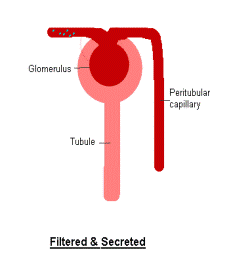 Glomerulus
Peritubular
capillary
Tubule
Filtered & Secreted